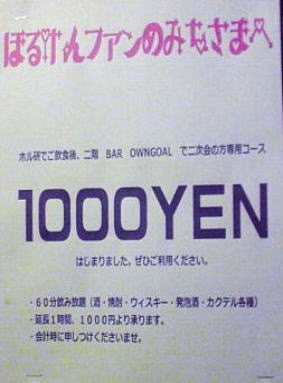 ほるけんファンのみなさまへ
ホル研でご飲食後、二階 BAR OWNGOAL で二次会の方専用コース
1000YEN
はじまりました。ぜひご利用ください。
・60分飲み放題(酒・焼酎・ウィスキー・発泡酒・カクテル各種)
・延長1時間、1000円より承ります。
・会計時に申しつけくださいませ。